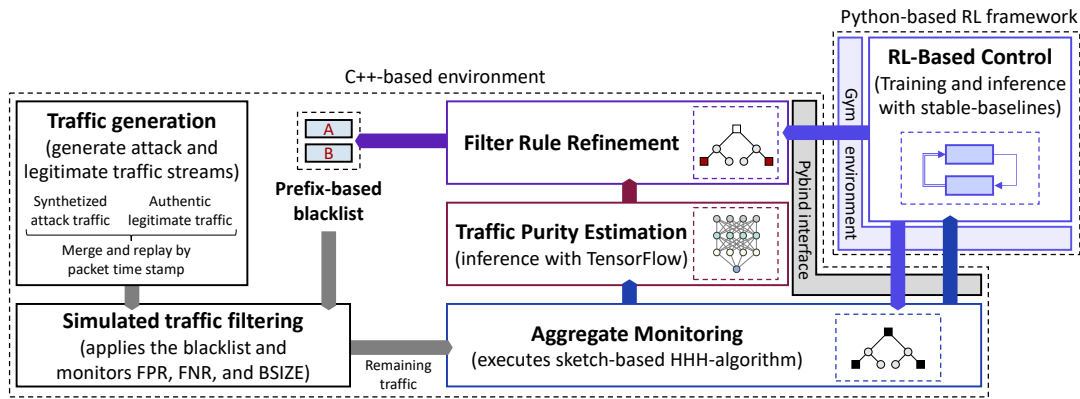 Python-based RL framework
C++-based environment
RL-Based Control
(Training and inference
with stable-baselines)
Gym
environment
Traffic generation
(generate attack and
legitimate traffic streams)
Synthetized
attack traffic
Authentic
legitimate traffic
Merge and replay by
packet time stamp
A
B
Prefix-based
blacklist
Filter Rule Refinement
Pybind interface
Traffic Purity Estimation
(inference with TensorFlow)
Simulated traffic filtering
(applies the blacklist and
monitors FPR, FNR, and BSIZE)
Remaining
traffic
Aggregate Monitoring
(executes sketch-based HHH-algorithm)